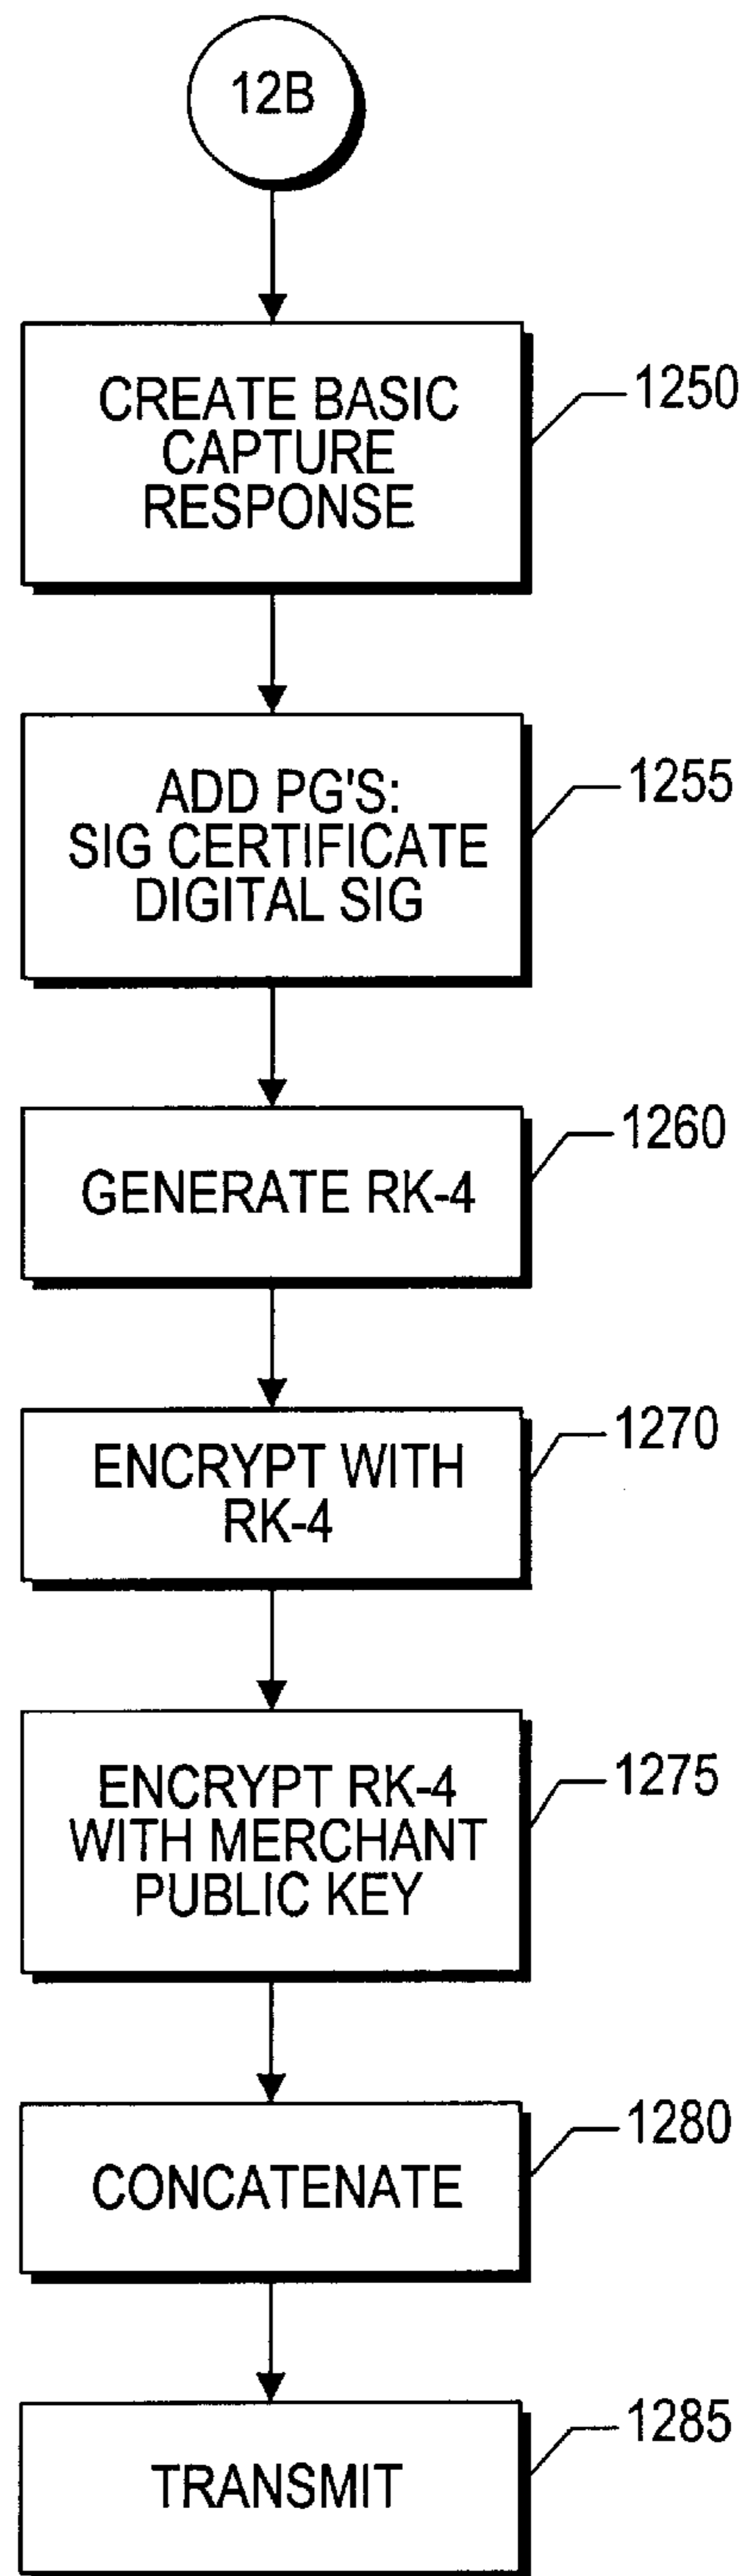 12B
CREATE BASIC
CAPTURE
RESPONSE
1250
ADD PG'S:
SIG CERTIFICATE
DIGITAL SIG
1255
GENERATE RK-4
1260
ENCRYPT WITH
RK-4
1270
ENCRYPT RK-4
WITH MERCHANT
PUBLIC KEY
1275
CONCATENATE
1280
TRANSMIT
1285